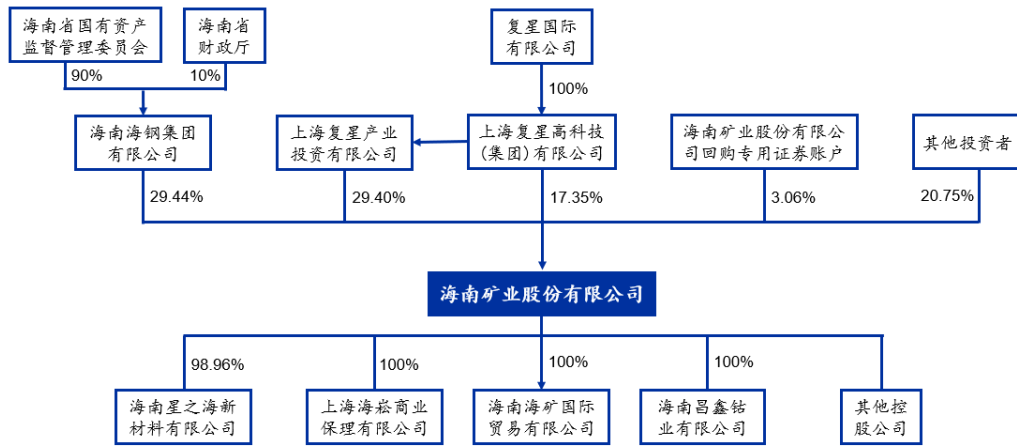 海南省国有资产
监督管理委员会
海南省
财政厅
复星国际
有限公司
90%
10%
100%
海南海钢集团
有限公司
上海复星产业
投资有限公司
上海复星高科技
(集团)有限公司
海南矿业股份有限公
司回购专用证券账户
其他投资者
29.44%
29.40%
17.35%
3.06%
20.75%
海南矿业股份有限公司
98.96%
100%
100%
100%
海南星之海新
材料有限公司
上海海崧商业
保理有限公司
海南海矿国际
贸易有限公司
海南昌鑫钴
业有限公司
其他控
股公司